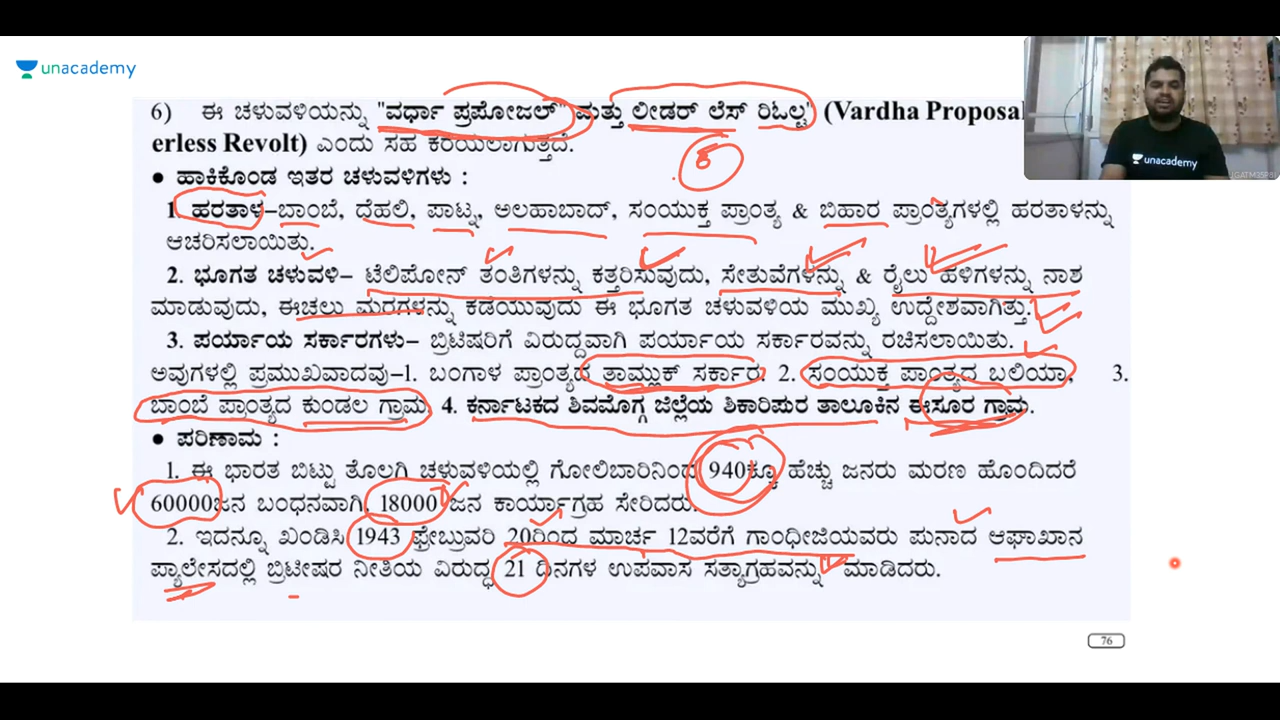 unacademy
6) ಈ ಚಳುವಳಿಯನ್ನು "ವರ್ಧಾ ಪ್ರಪೋಜಲ್" ಮತ್ತು ಲೀಡರ್ ಲೆಸ್ ರಿಓಲ್ಟ" (Vardha Proposal
erless Revolt) ಎಂದು ಸಹ ಕರೆಯಲಾಗುತ್ತದೆ.
6
• ಹಾಕಿಕೊಂಡ ಇತರ ಚಳುವಳಿಗಳು :
1. ಹರತಾಳ-ಬಾಂಬೆ, ದೆಹಲಿ, ಪಾಟ್ನ, ಅಲಹಾಬಾದ್, ಸಂಯುಕ್ತ ಪ್ರಾಂತ್ಯ & ಬಿಹಾರ ಪ್ರಾಂತ್ಯಗಳಲ್ಲಿ ಹರತಾಳನ್ನು
ಆಚರಿಸಲಾಯಿತು.
2. ಭೂಗತ ಚಳುವಳಿ- ಟೆಲಿಪೋನ್ ತಂತಿಗಳನ್ನು ಕತ್ತರಿಸುವುದು, ಸೇತುವೆಗಳನ್ನು & ರೈಲು ಹಳಿಗಳನ್ನು ನಾಶ
ಮಾಡುವುದು, ಈಚಲು ಮರಗಳನ್ನು ಕಡೆಯುವುದು ಈ ಭೂಗತ ಚಳುವಳಿಯ ಮುಖ್ಯ ಉದ್ದೇಶವಾಗಿತ್ತು.
3. ಪರ್ಯಾಯ ಸರ್ಕಾರಗಳು- ಬ್ರಿಟಿಷರಿಗೆ ವಿರುದ್ದವಾಗಿ ಪರ್ಯಾಯ ಸರ್ಕಾರವನ್ನು ರಚಿಸಲಾಯಿತು.
ಅವುಗಳಲ್ಲಿ ಪ್ರಮುಖವಾದವು-1. ಬಂಗಾಳ ಪ್ರಾಂತ್ಯದ ತಾಮ್ಲುಕ್ ಸರ್ಕಾರ. 2. ಸಂಯುಕ್ತ ಪ್ರಾಂತ್ಯದ ಬಲಿಯಾ, 3.
ಬಾಂಬೆ ಪ್ರಾಂತ್ಯದ ಕುಂಡಲ ಗ್ರಾಮ. 4. ಕರ್ನಾಟಕದ ಶಿವಮೊಗ್ಗ ಜಿಲ್ಲೆಯ ಶಿಕಾರಿಪುರ ತಾಲೂಕಿನ ಈಸೂರ ಗ್ರಾಮ.
• ಪರಿಣಾಮ :
1. ಈ ಭಾರತ ಬಿಟ್ಟು ತೊಲಗಿ ಚಳುವಳಿಯಲ್ಲಿ ಗೋಲಿಬಾರಿನಿಂದ 940ಕ್ಕೂ ಹೆಚ್ಚು ಜನರು ಮರಣ ಹೊಂದಿದರೆ
60000ಜನ ಬಂಧನವಾಗಿ, 18000 ಜನ ಕಾರ್ಯಾಗ್ರಹ ಸೇರಿದರು.
2. ಇದನ್ನೂ ಖಂಡಿಸಿ 1943 ಫ್ರೇಬ್ರುವರಿ 20ರಿಂದ ಮಾರ್ಚ 12ವರೆಗೆ ಗಾಂಧೀಜಿಯವರು ಪುನಾದ ಆಘಾಖಾನ
ಪ್ಯಾಲೇಸದಲ್ಲಿ ಬ್ರಿಟೀಷರ ನೀತಿಯ ವಿರುದ್ಧ 21 ದಿನಗಳ ಉಪವಾಸ ಸತ್ಯಾಗ್ರಹವನ್ನು ಮಾಡಿದರು.
76
unacademy